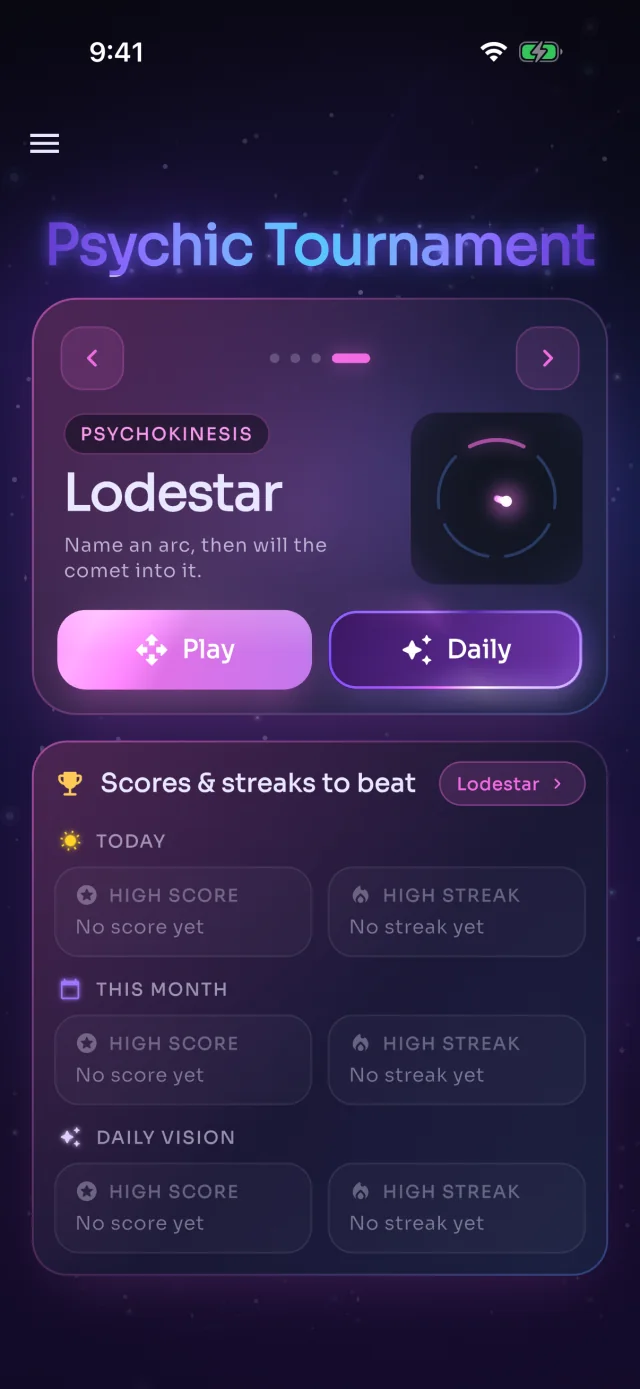 9:41
Psychic Tournament
PSYCHOKINESIS
Lodestar
Name an arc, then will the
comet into it.
Play
Daily
Scores & streaks to beat
Lodestar
TODAY
HIGH SCORE
No score yet
HIGH STREAK
No streak yet
THIS MONTH
HIGH SCORE
No score yet
HIGH STREAK
No streak yet
DAILY VISION
HIGH SCORE
No score yet
HIGH STREAK
No streak yet